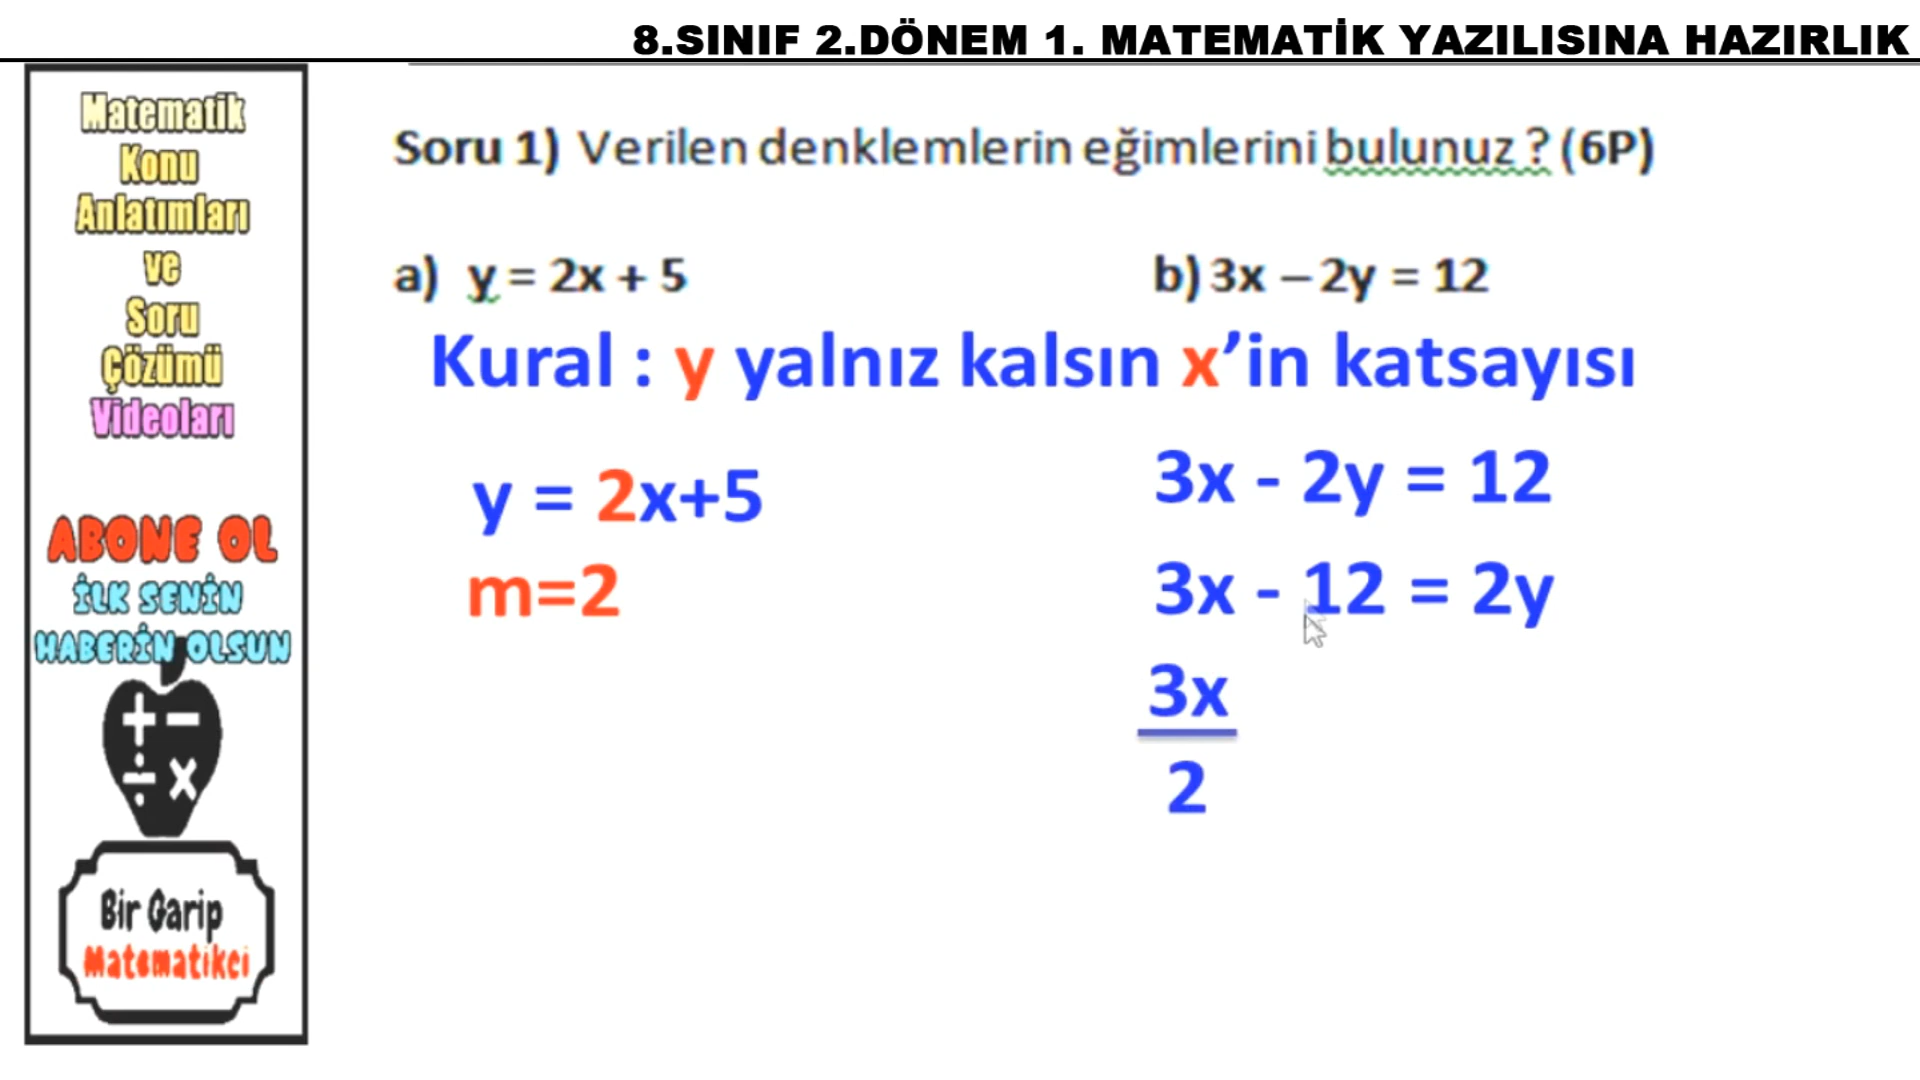 8.SINIF 2.DÖNEM 1. MATEMATİK YAZILISINA HAZIRLIK
Matematik
Konu
Anlatımları
ve
Soru
Çözümü
Videoları
ABONE OL
İLK SENİN
HABERİN OLSUN
+ −
÷ x
Bir Garip
Matematikci
Soru 1) Verilen denklemlerin eğimlerini bulunuz ? (6P)
a) y = 2x + 5
b) 3x – 2y = 12
Kural : y yalnız kalsın x’in katsayısı
y = 2x+5
m=2
3x - 2y = 12
3x - 12 = 2y
3x
2